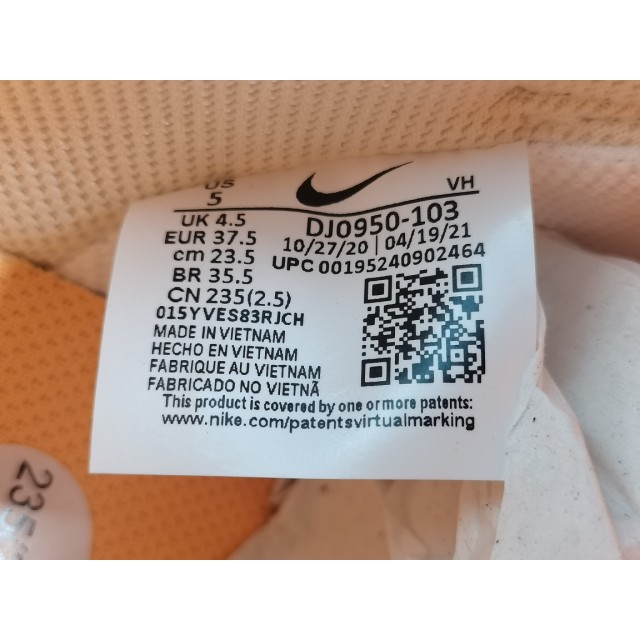 US
5
VH
UK 4.5
EUR 37.5
cm 23.5
BR 35.5
CN 235(2.5)
015YVES83RJCH
MADE IN VIETNAM
HECHO EN VIETNAM
FABRIQUE AU VIETNAM
FABRICADO NO VIETNÃ
DJ0950-103
10/27/20 | 04/19/21
UPC 00195240902464
This product is covered by one or more patents:
www.nike.com/patentsvirtualmarking
235